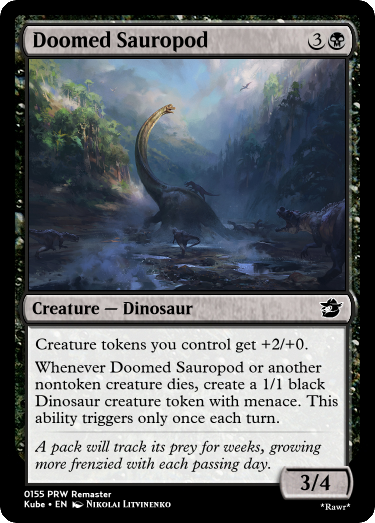 Doomed Sauropod 3
Creature — Dinosaur
Creature tokens you control get +2/+0.
Whenever Doomed Sauropod or another
nontoken creature dies, create a 1/1 black
Dinosaur creature token with menace. This
ability triggers only once each turn.
A pack will track its prey for weeks, growing
more frenzied with each passing day.
3/4
0155 PRW Remaster
Kube • EN Nikolai Litvinenko
*Rawr*